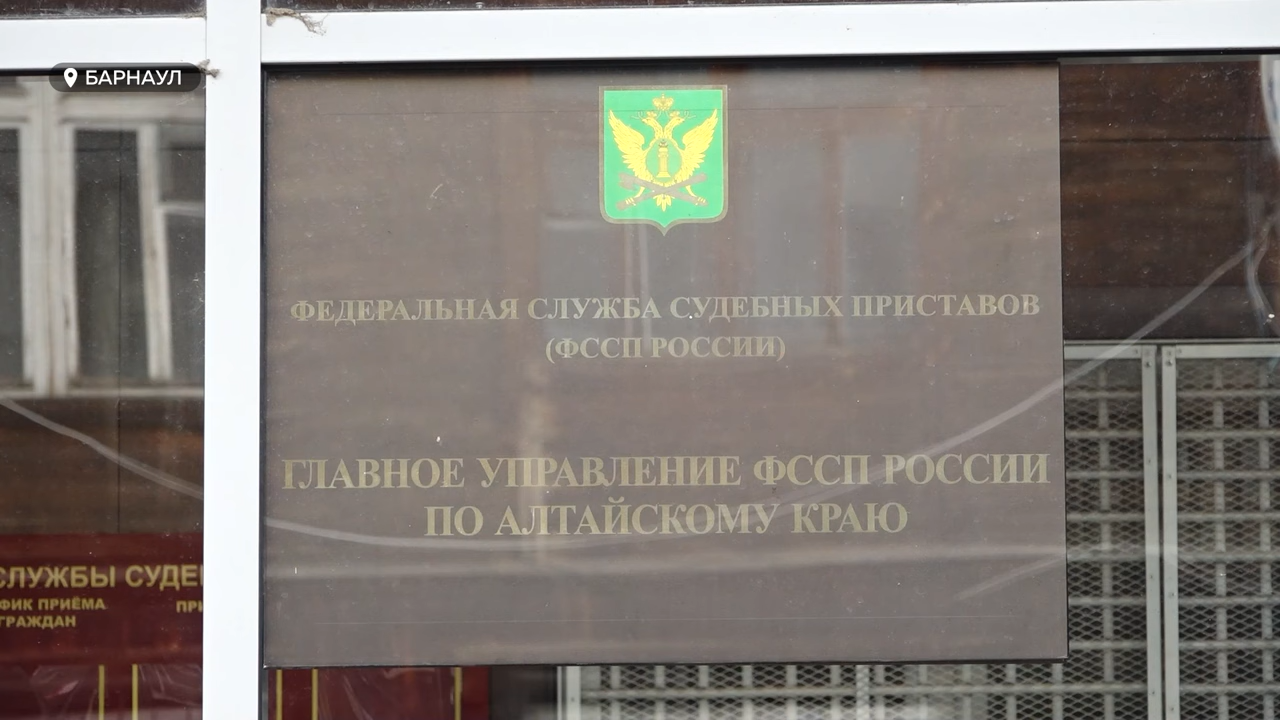 БАРНАУЛ
ФЕДЕРАЛЬНАЯ СЛУЖБА СУДЕБНЫХ ПРИСТАВОВ
(ФССП РОССИИ)
ГЛАВНОЕ УПРАВЛЕНИЕ ФССП РОССИИ
ПО АЛТАЙСКОМУ КРАЮ
СЛУЖБЫ СУДЕ
ФИК ПРИЁМА ПРИ
ГРАЖДАН